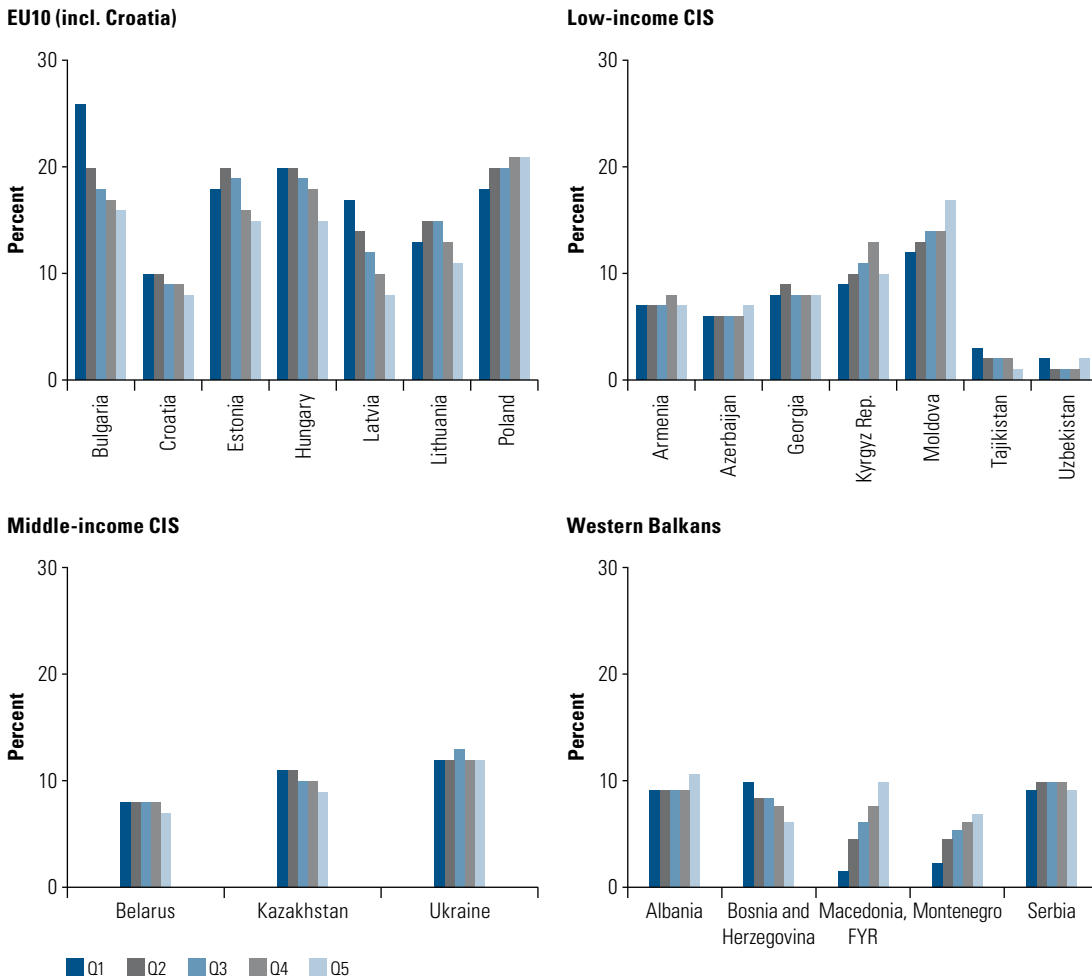 EU10 (incl. Croatia)
30
20
10
0
Percent
Bulgaria
Croatia
Estonia
Hungary
Latvia
Lithuania
Poland
Low-income CIS
30
20
10
0
Percent
Armenia
Azerbaijan
Georgia
Kyrgyz Rep.
Moldova
Tajikistan
Uzbekistan
Middle-income CIS
30
20
10
0
Percent
Belarus
Kazakhstan
Ukraine
Western Balkans
30
20
10
0
Percent
Albania
Bosnia and
Herzegovina
Macedonia,
FYR
Montenegro
Serbia
Q1 Q2 Q3 Q4 Q5